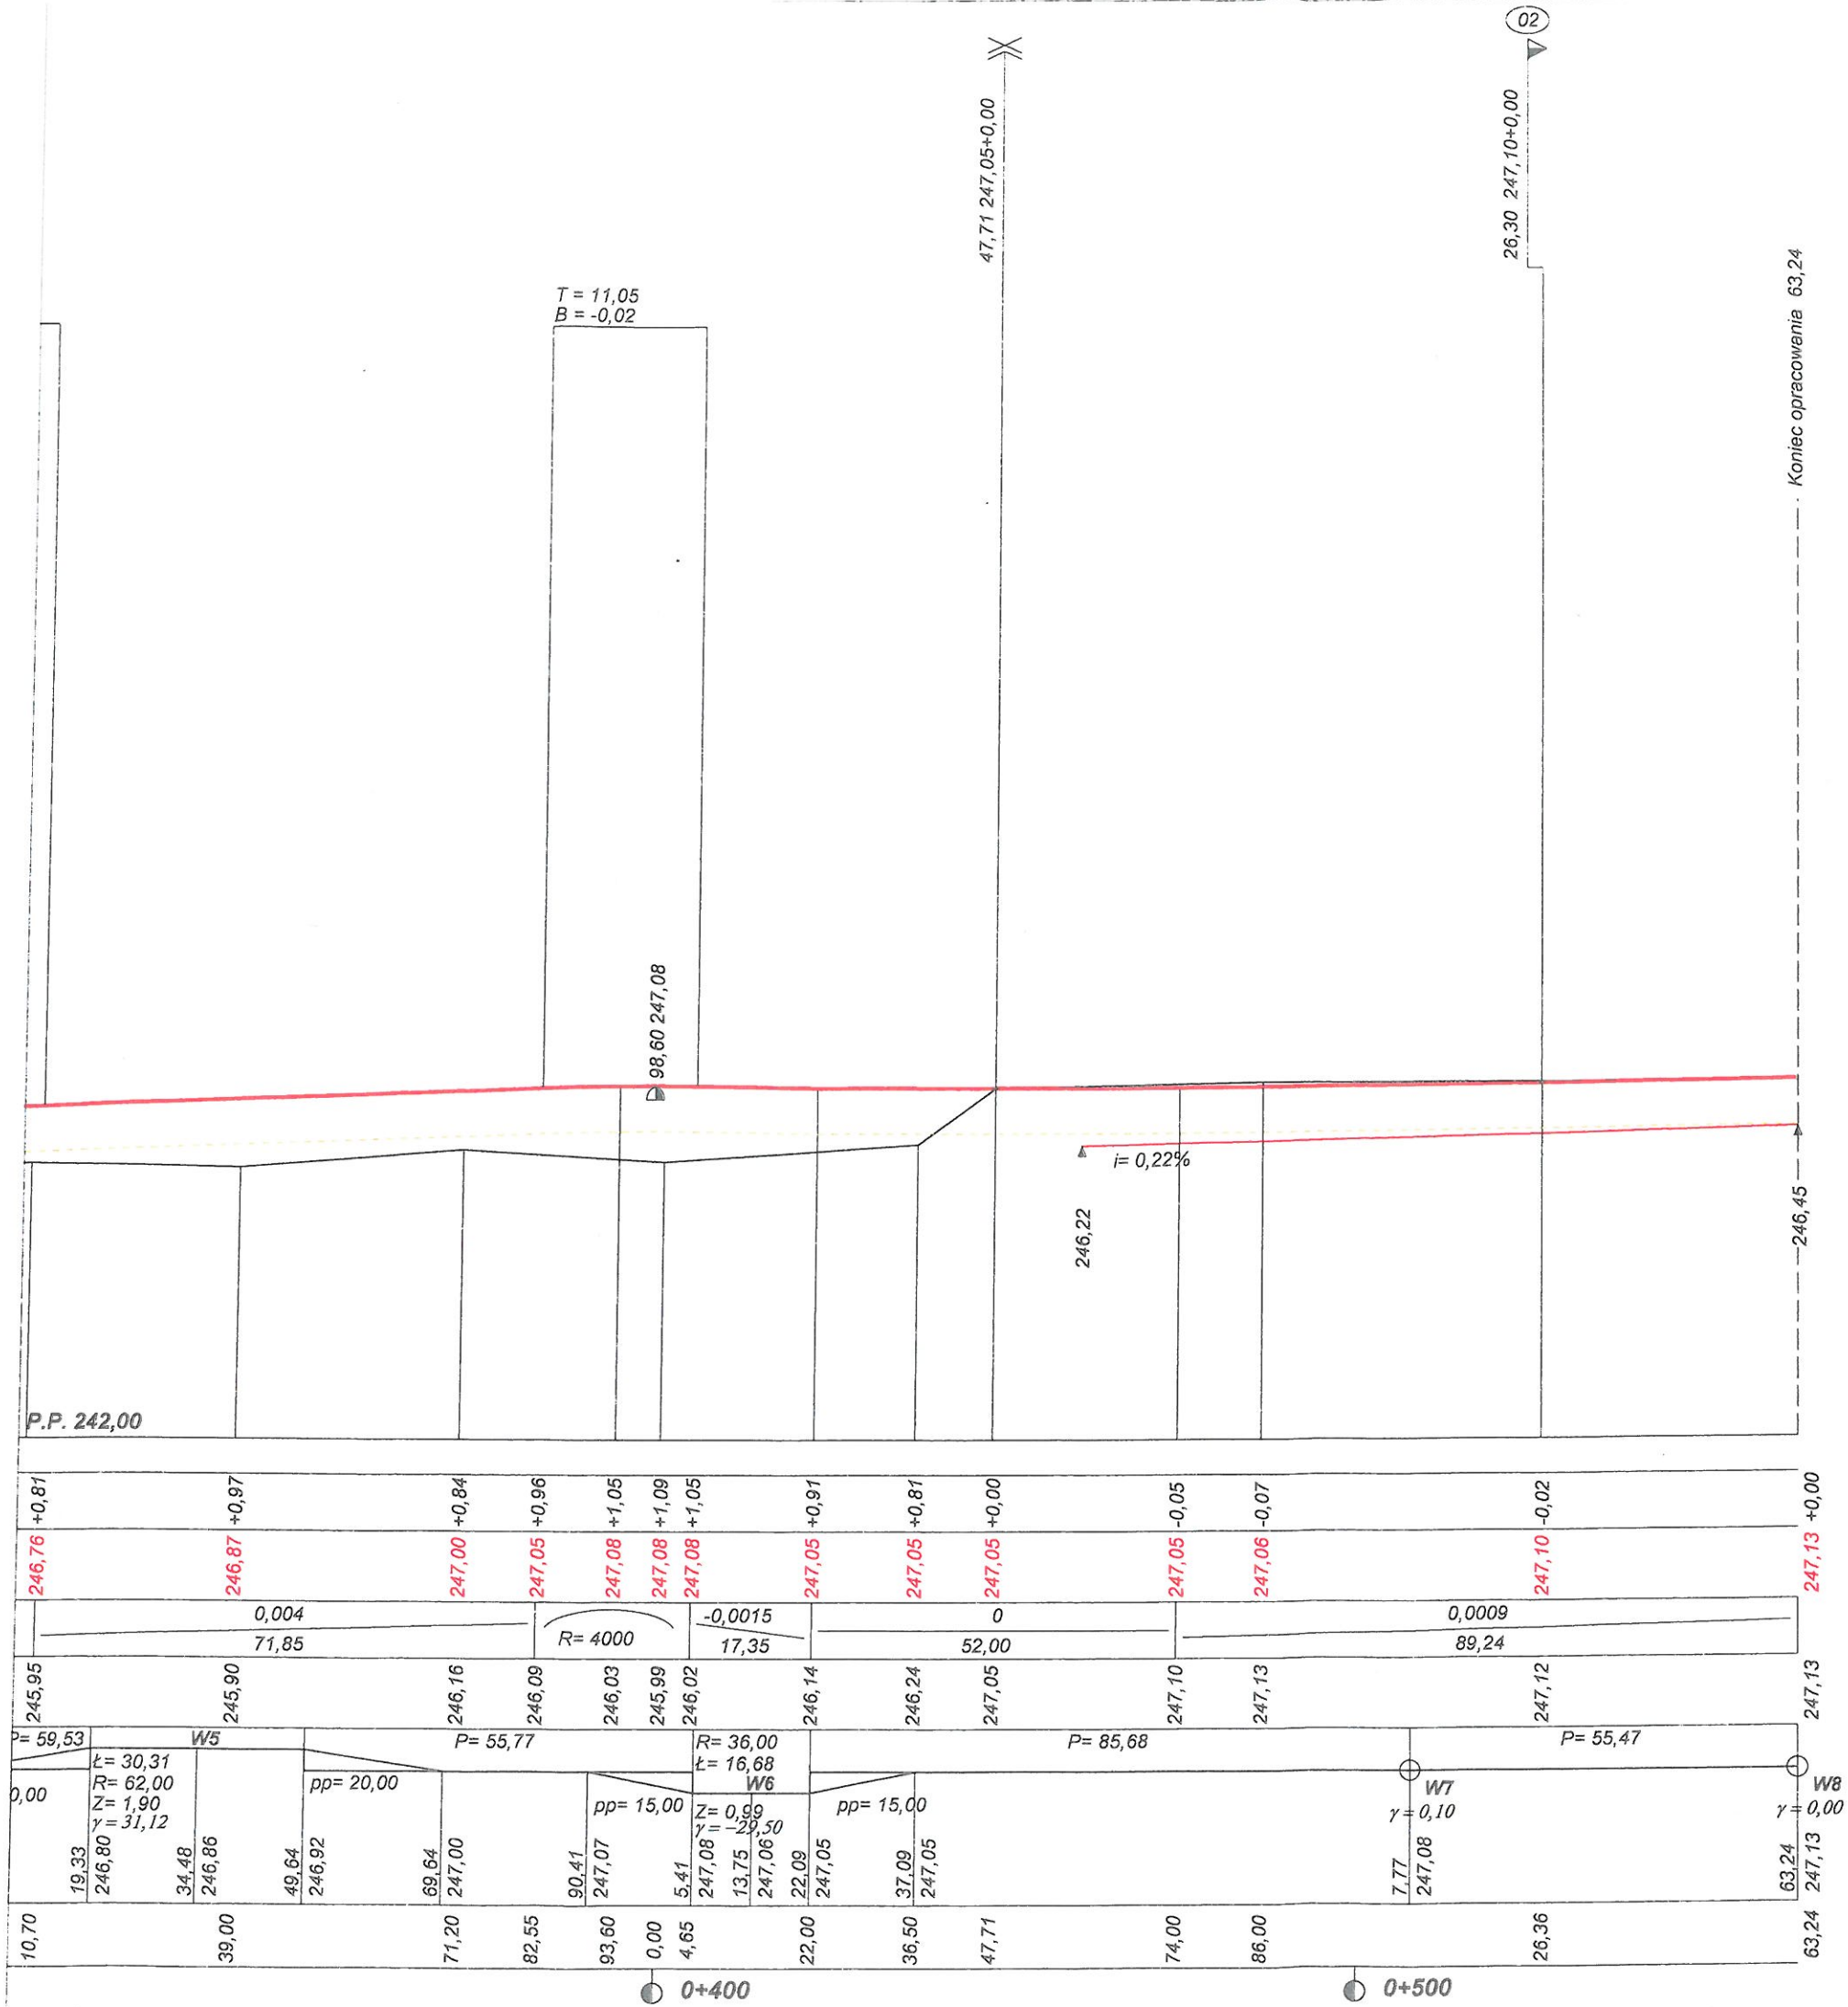 02
47,71 247,05+0,00
26,30 247,10+0,00
Koniec opracowania 63,24
T = 11,05
B = -0,02
98,60 247,08
i= 0,22%
246,22
246,45
P.P. 242,00
+0,81 +0,97 +0,84 +0,96 +1,05 +1,09 +1,05 +0,91 +0,81 +0,00 -0,05 -0,07 -0,02 +0,00
246,76 246,87 247,00 247,05 247,08 247,08 247,08 247,05 247,05 247,05 247,05 247,06 247,10 247,13
0,004 -0,0015 0 0,0009
71,85 R= 4000 17,35 52,00 89,24
245,95 245,90 246,16 246,09 246,03 245,99 246,02 246,14 246,24 247,05 247,10 247,13 247,12 247,13
P= 59,53 W5 P= 55,77 R= 36,00 P= 85,68 P= 55,47
Ł= 30,31 Ł= 16,68
R= 62,00 pp= 20,00 W6 W7 W8
0,00 Z= 1,90 pp= 15,00 Z= 0,99 pp= 15,00 γ= 0,10 γ= 0,00
γ= 31,12 γ= -29,50
19,33 34,48 49,64 69,64 90,41 5,41 13,75 22,09 37,09 7,77 63,24
246,80 246,86 246,92 247,00 247,07 247,08 247,06 247,05 247,05 247,08 247,13
10,70 39,00 71,20 82,55 93,60 0,00 4,65 22,00 36,50 47,71 74,00 86,00 26,36 63,24
0+400 0+500